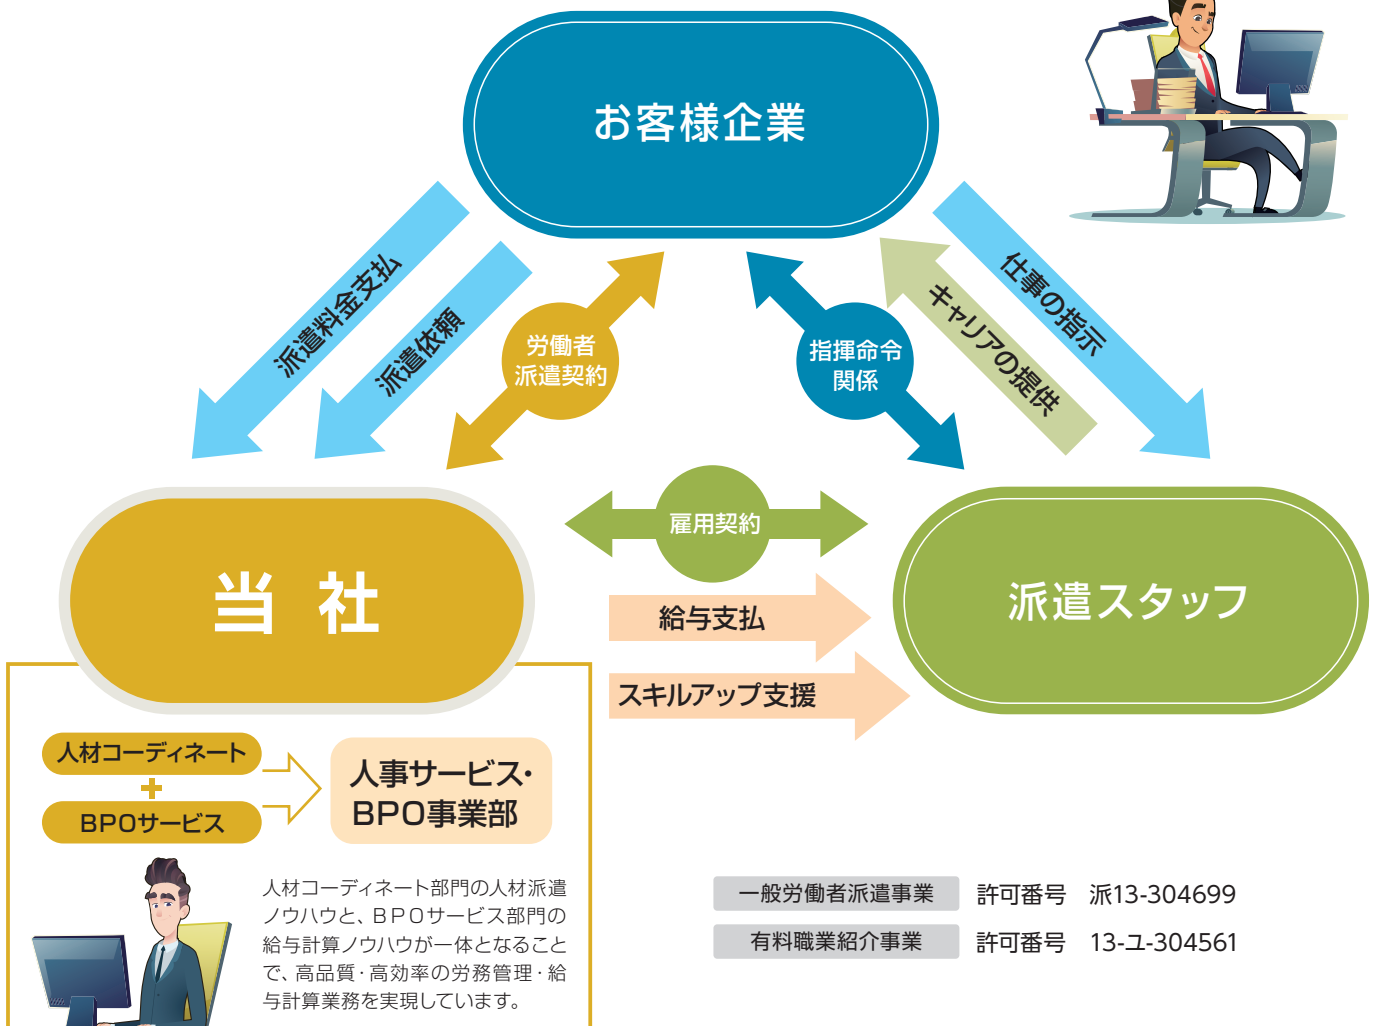 お客様企業
派遣料金支払
派遣依頼
労働者
派遣契約
指揮命令
関係
キャリアの提供
仕事の指示
雇用契約
当 社
給与支払
スキルアップ支援
派遣スタッフ
人材コーディネート
+
BPOサービス
人事サービス・
BPO事業部
人材コーディネート部門の人材派遣
ノウハウと、BPOサービス部門の
給与計算ノウハウが一体となること
で、高品質・高効率の労務管理・給
与計算業務を実現しています。
一般労働者派遣事業 許可番号 派13-304699
有料職業紹介事業 許可番号 13-ユ-304561